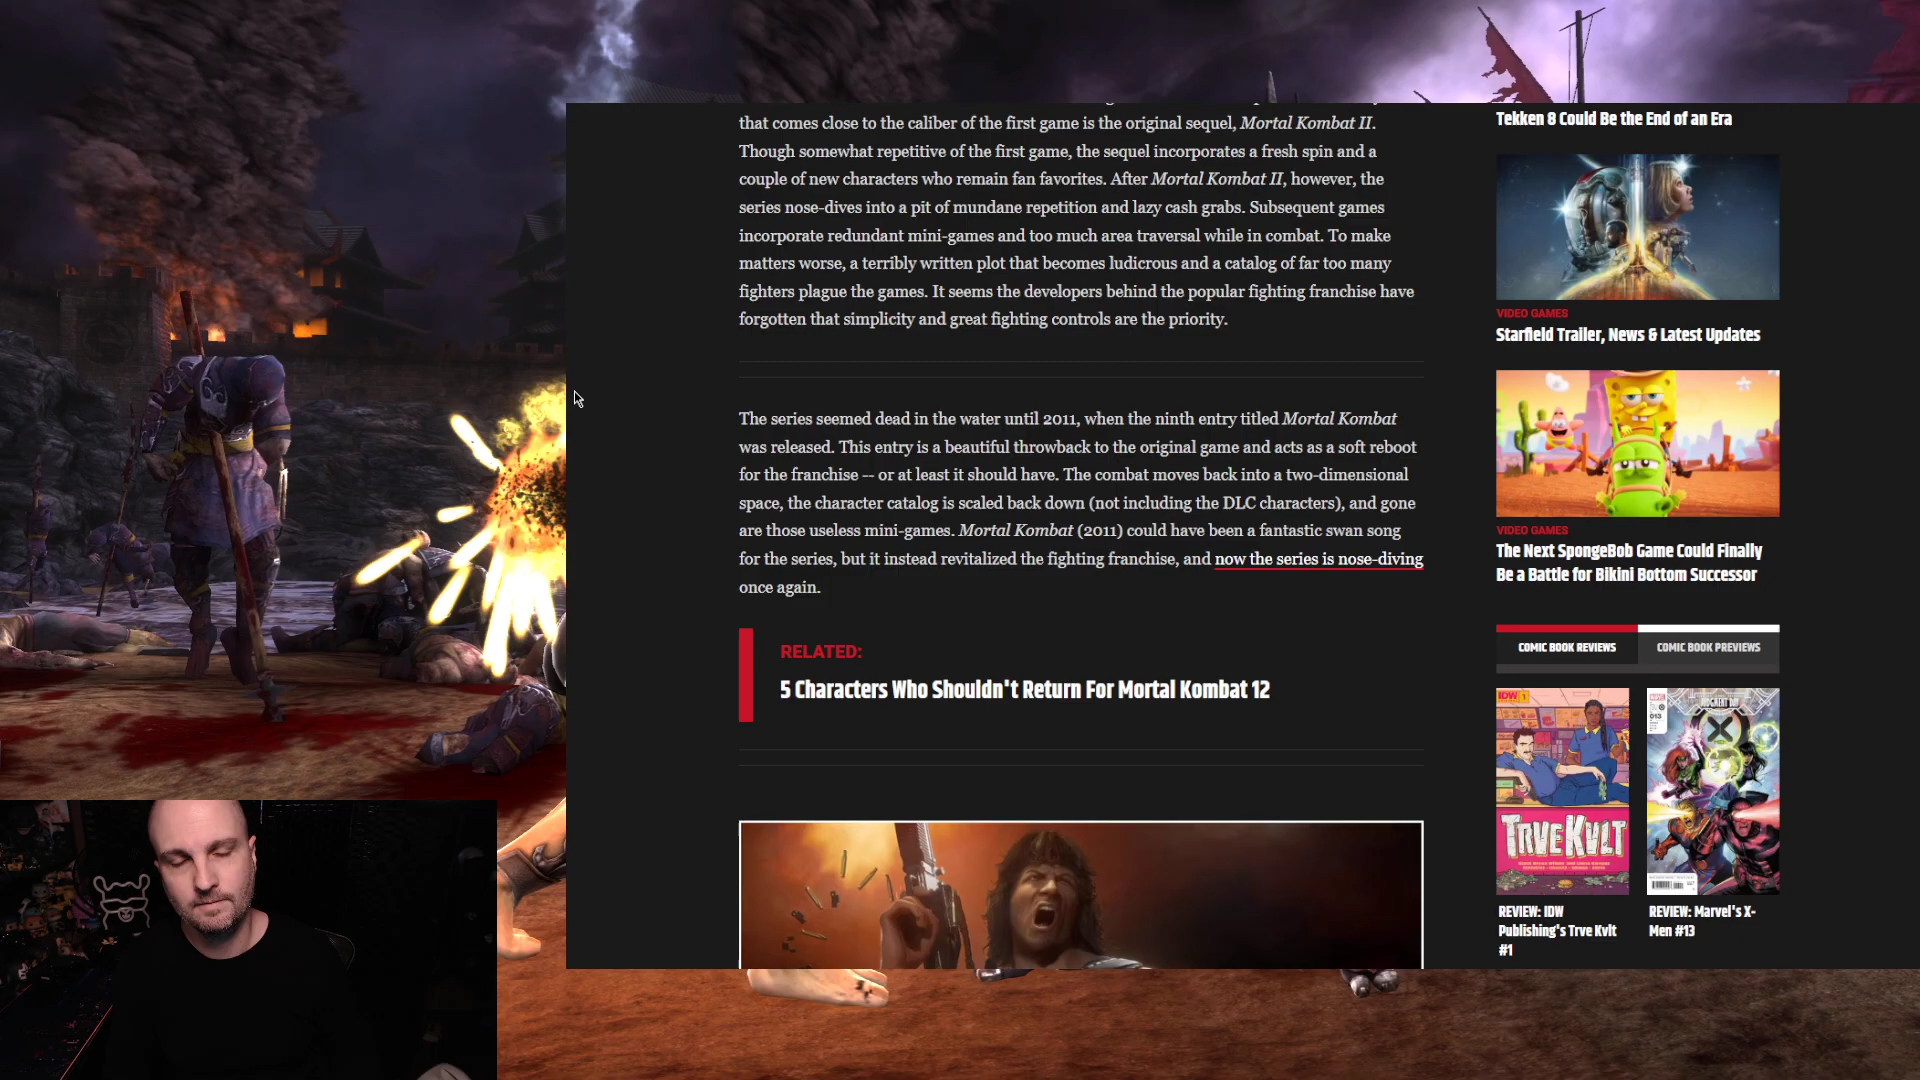 that comes close to the caliber of the first game is the original sequel, Mortal Kombat II.
Though somewhat repetitive of the first game, the sequel incorporates a fresh spin and a
couple of new characters who remain fan favorites. After Mortal Kombat II, however, the
series nose-dives into a pit of mundane repetition and lazy cash grabs. Subsequent games
incorporate redundant mini-games and too much area traversal while in combat. To make
matters worse, a terribly written plot that becomes ludicrous and a catalog of far too many
fighters plague the games. It seems the developers behind the popular fighting franchise have
forgotten that simplicity and great fighting controls are the priority.
The series seemed dead in the water until 2011, when the ninth entry titled Mortal Kombat
was released. This entry is a beautiful throwback to the original game and acts as a soft reboot
for the franchise -- or at least it should have. The combat moves back into a two-dimensional
space, the character catalog is scaled back down (not including the DLC characters), and gone
are those useless mini-games. Mortal Kombat (2011) could have been a fantastic swan song
for the series, but it instead revitalized the fighting franchise, and now the series is nose-diving
once again.
RELATED:
5 Characters Who Shouldn't Return For Mortal Kombat 12
Tekken 8 Could Be the End of an Era
VIDEO GAMES
Starfield Trailer, News & Latest Updates
VIDEO GAMES
The Next SpongeBob Game Could Finally
Be a Battle for Bikini Bottom Successor
COMIC BOOK REVIEWS
COMIC BOOK PREVIEWS
IDW 1
TRVE KVLT
REVIEW: IDW
Publishing's Trve Kvlt
#1
JUDGMENT DAY
X
013
REVIEW: Marvel's X-
Men #13